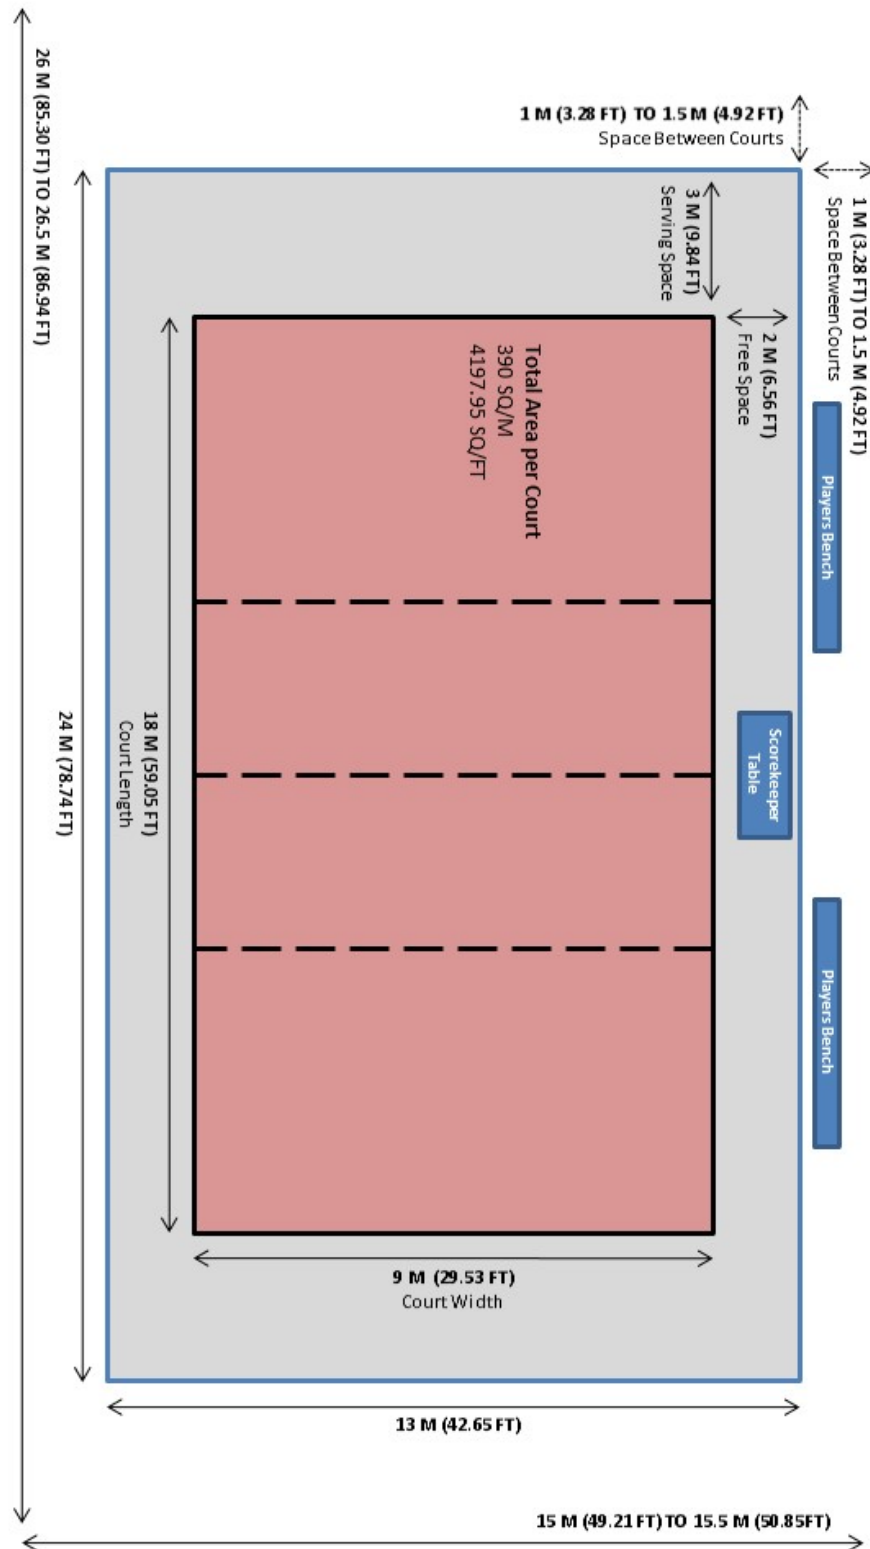 1 M (3.28 FT) TO 1.5 M (4.92 FT)
Space Between Courts
1 M (3.28 FT) TO 1.5 M (4.92 FT)
Space Between Courts
26 M (85.30 FT) TO 26.5 M (86.94 FT)
3 M (9.84 FT)
Serving Space
2 M (6.56 FT)
Free Space
Total Area per Court
390 SQ/M
4197.95 SQ/FT
Players Bench
Scorekeeper
Table
Players Bench
18 M (59.05 FT)
Court Length
24 M (78.74 FT)
9 M (29.53 FT)
Court Width
13 M (42.65 FT)
15 M (49.21 FT) TO 15.5 M (50.85FT)